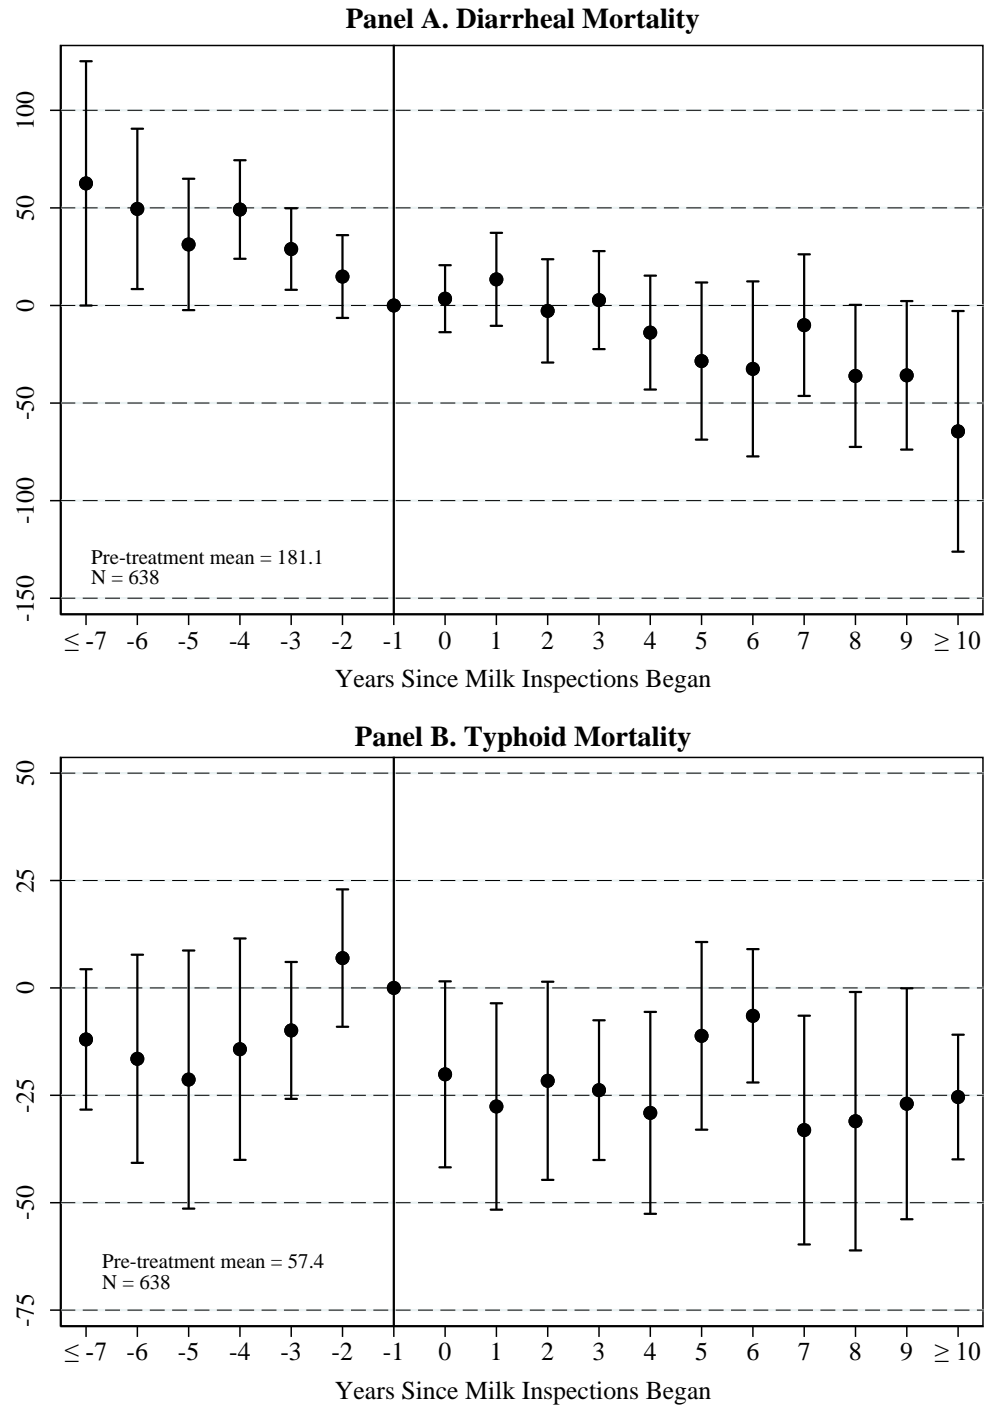 Panel A. Diarrheal Mortality
100
50
0
-50
-100
-150
Pre-treatment mean = 181.1
N = 638
≤ -7 -6 -5 -4 -3 -2 -1 0 1 2 3 4 5 6 7 8 9 ≥ 10
Years Since Milk Inspections Began
Panel B. Typhoid Mortality
50
25
0
-25
-50
-75
Pre-treatment mean = 57.4
N = 638
≤ -7 -6 -5 -4 -3 -2 -1 0 1 2 3 4 5 6 7 8 9 ≥ 10
Years Since Milk Inspections Began